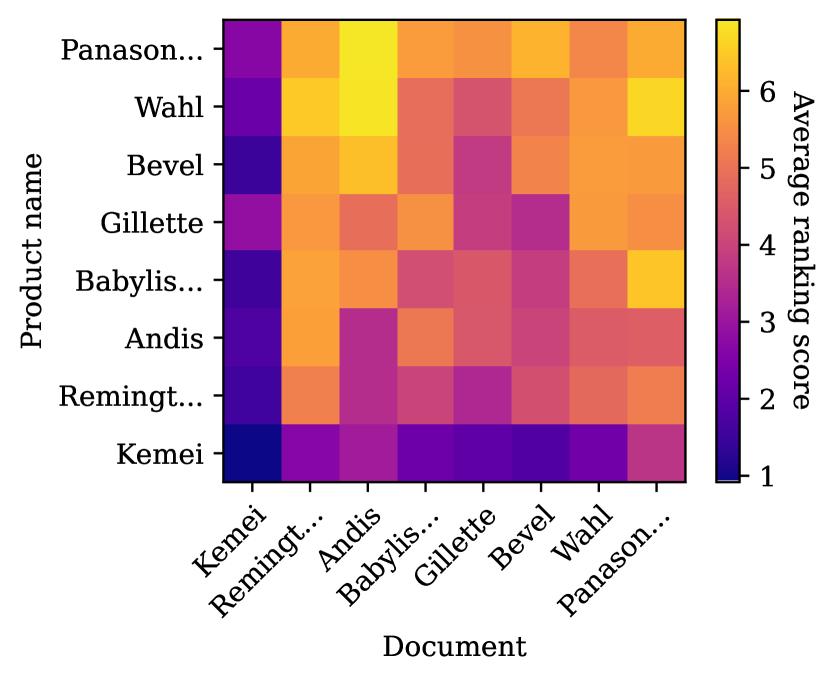 Product name
Panason...
Wahl
Bevel
Gillette
Babylis...
Andis
Remingt...
Kemei
Kemei
Remingt...
Andis
Babylis...
Gillette
Bevel
Wahl
Panason...
Document
6
5
4
3
2
1
Average ranking score